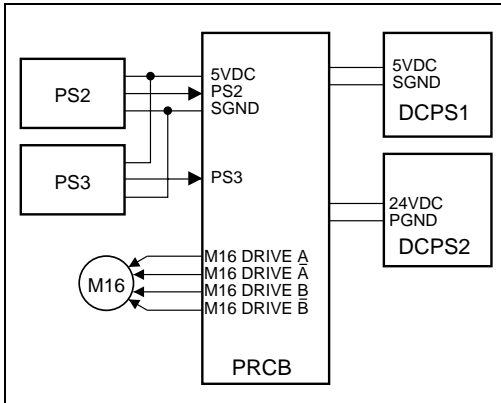 PS2
PS3
M16
5VDC
PS2
SGND
PS3
M16 DRIVE A
M16 DRIVE A̅
M16 DRIVE B
M16 DRIVE B̅
PRCB
5VDC
SGND
DCPS1
24VDC
PGND
DCPS2